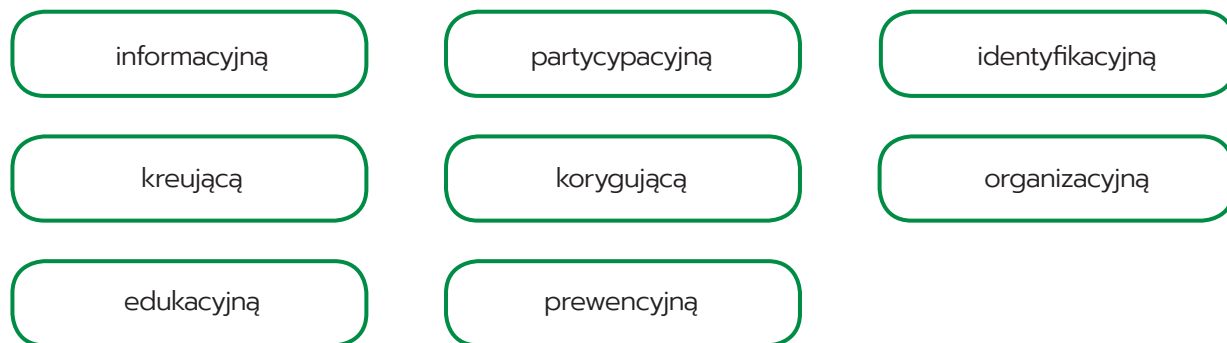 informacyjną
partycypacyjną
identyfikacyjną
kreującą
korygującą
organizacyjną
edukacyjną
prewencyjną